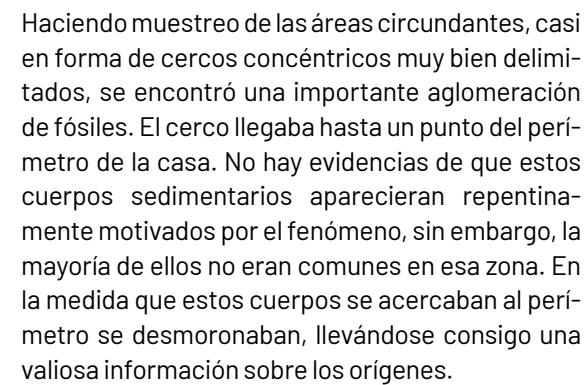 Haciendo muestreo de las áreas circundantes, casi
en forma de cercos concéntricos muy bien delimi-
tados, se encontró una importante aglomeración
de fósiles. El cerco llegaba hasta un punto del perí-
metro de la casa. No hay evidencias de que estos
cuerpos sedimentarios aparecieran repentina-
mente motivados por el fenómeno, sin embargo, la
mayoría de ellos no eran comunes en esa zona. En
la medida que estos cuerpos se acercaban al perí-
metro se desmoronaban, llevándose consigo una
valiosa información sobre los orígenes.